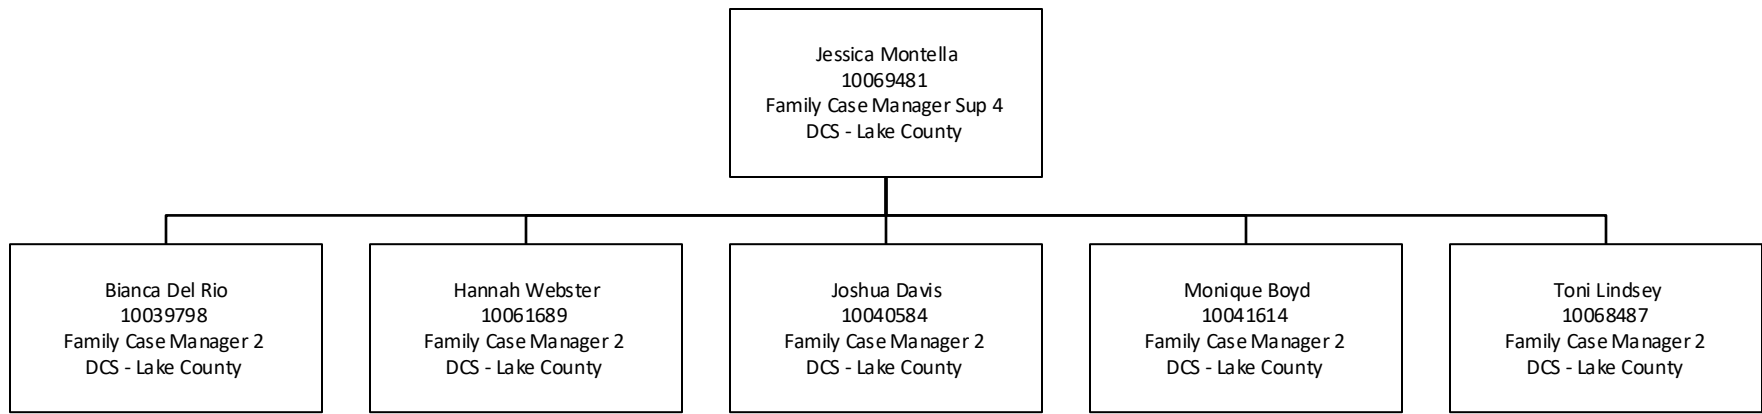 Jessica Montella
10069481
Family Case Manager Sup 4
DCS - Lake County
Bianca Del Rio
10039798
Family Case Manager 2
DCS - Lake County
Hannah Webster
10061689
Family Case Manager 2
DCS - Lake County
Joshua Davis
10040584
Family Case Manager 2
DCS - Lake County
Monique Boyd
10041614
Family Case Manager 2
DCS - Lake County
Toni Lindsey
10068487
Family Case Manager 2
DCS - Lake County